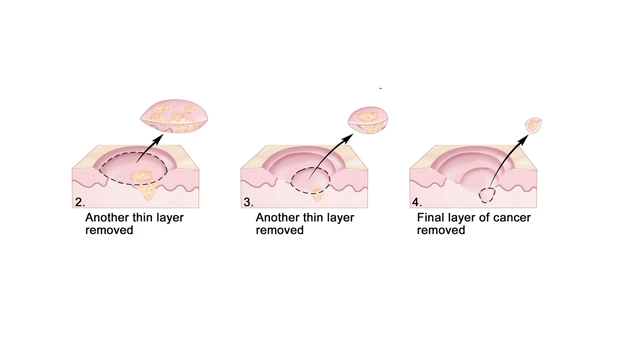 2.
Another thin layer
removed
3.
Another thin layer
removed
4.
Final layer of cancer
removed